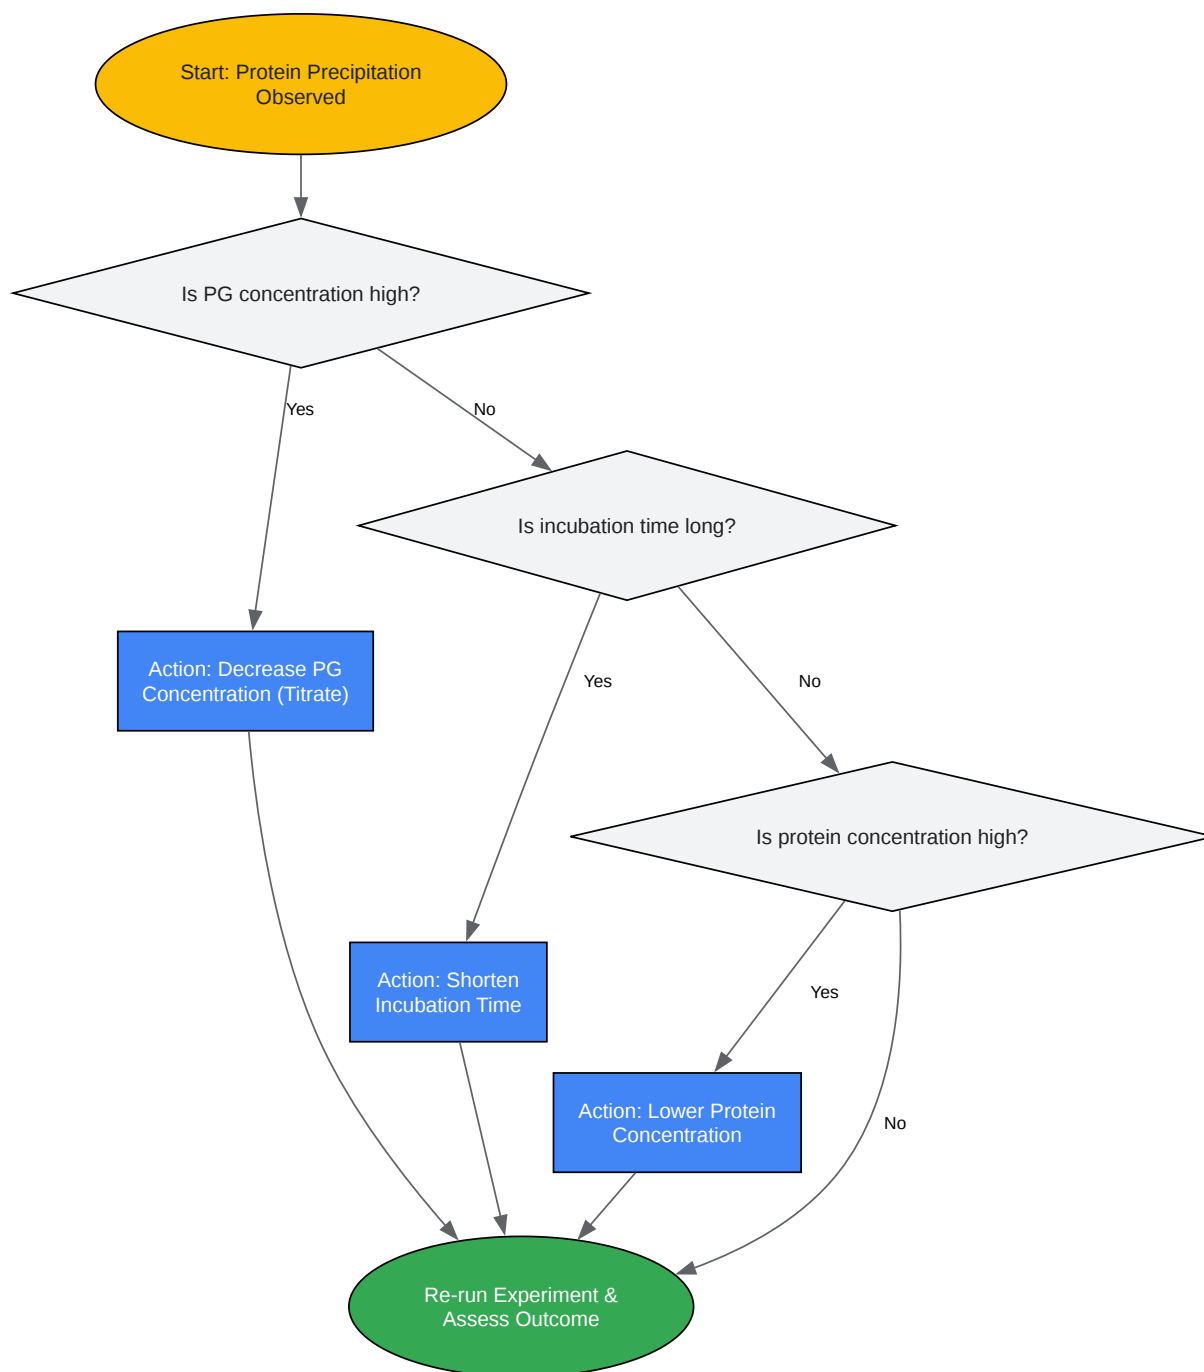 Start: Protein Precipitation
Observed
Is PG concentration high?
Yes
No
Is incubation time long?
Action: Decrease PG
Concentration (Titrate)
Yes
No
Is protein concentration high?
Action: Shorten
Incubation Time
Yes
Action: Lower Protein
Concentration
No
Re-run Experiment &
Assess Outcome